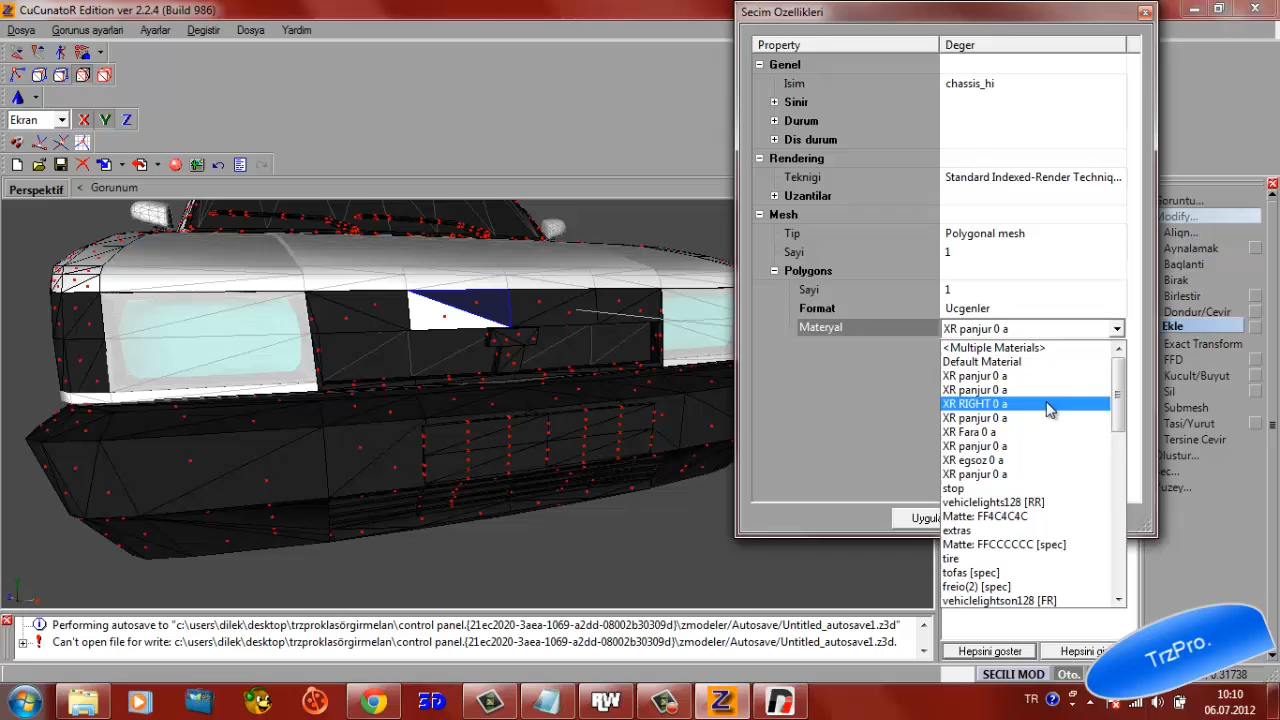 CuCunatoR Edition ver 2.2.4 (Build 986)
Dosya Gorunus ayarlari Ayarlar Degistir Dosya Yardim
Ekran X Y Z
Perspektif < Gorunum
Secim Ozellikleri
Property Deger
Genel
Isim chassis_hi
Sinir
Durum
Dis durum
Rendering
Teknigi Standard Indexed-Render Techniq...
Uzantilar
Mesh
Tip Polygonal mesh
Sayi 1
Polygons
Sayi 1
Format Ucgenler
Materyal XR panjur 0 a
<Multiple Materials>
Default Material
XR panjur 0 a
XR panjur 0 a
XR RIGHT 0 a
XR panjur 0 a
XR Fara 0 a
XR panjur 0 a
XR egsoz 0 a
XR panjur 0 a
stop
vehiclelights128 [RR]
Matte: FF4C4C4C
extras
Matte: FFCCCCCC [spec]
tire
tofas [spec]
freio(2) [spec]
vehiclelightson128 [FR]
Goruntu...
Modify...
Align...
Aynalamak
Baglanti
Birak
Birlestir
Dondur/Cevir
Ekle
Exact Transform
FFD
Kucult/Buyut
Sil
Submesh
Tasi/Yurut
Tersine Cevir
Hepsini goster
SECILI MOD Oto.
0.31738
Performing autosave to "c:\users\dilek\desktop\trzproklasörgirmelan\control panel.{21ec2020-3aea-1069-a2dd-08002b30309d}\zmodeler/Autosave/Untitled_autosave1.z3d"
Can't open file for write: c:\users\dilek\desktop\trzproklasörgirmelan\control panel.{21ec2020-3aea-1069-a2dd-08002b30309d}\zmodeler/Autosave/Untitled_autosave1.z3d.
TrzPro.
3D
RW
Z
TR
10:10
06.07.2012